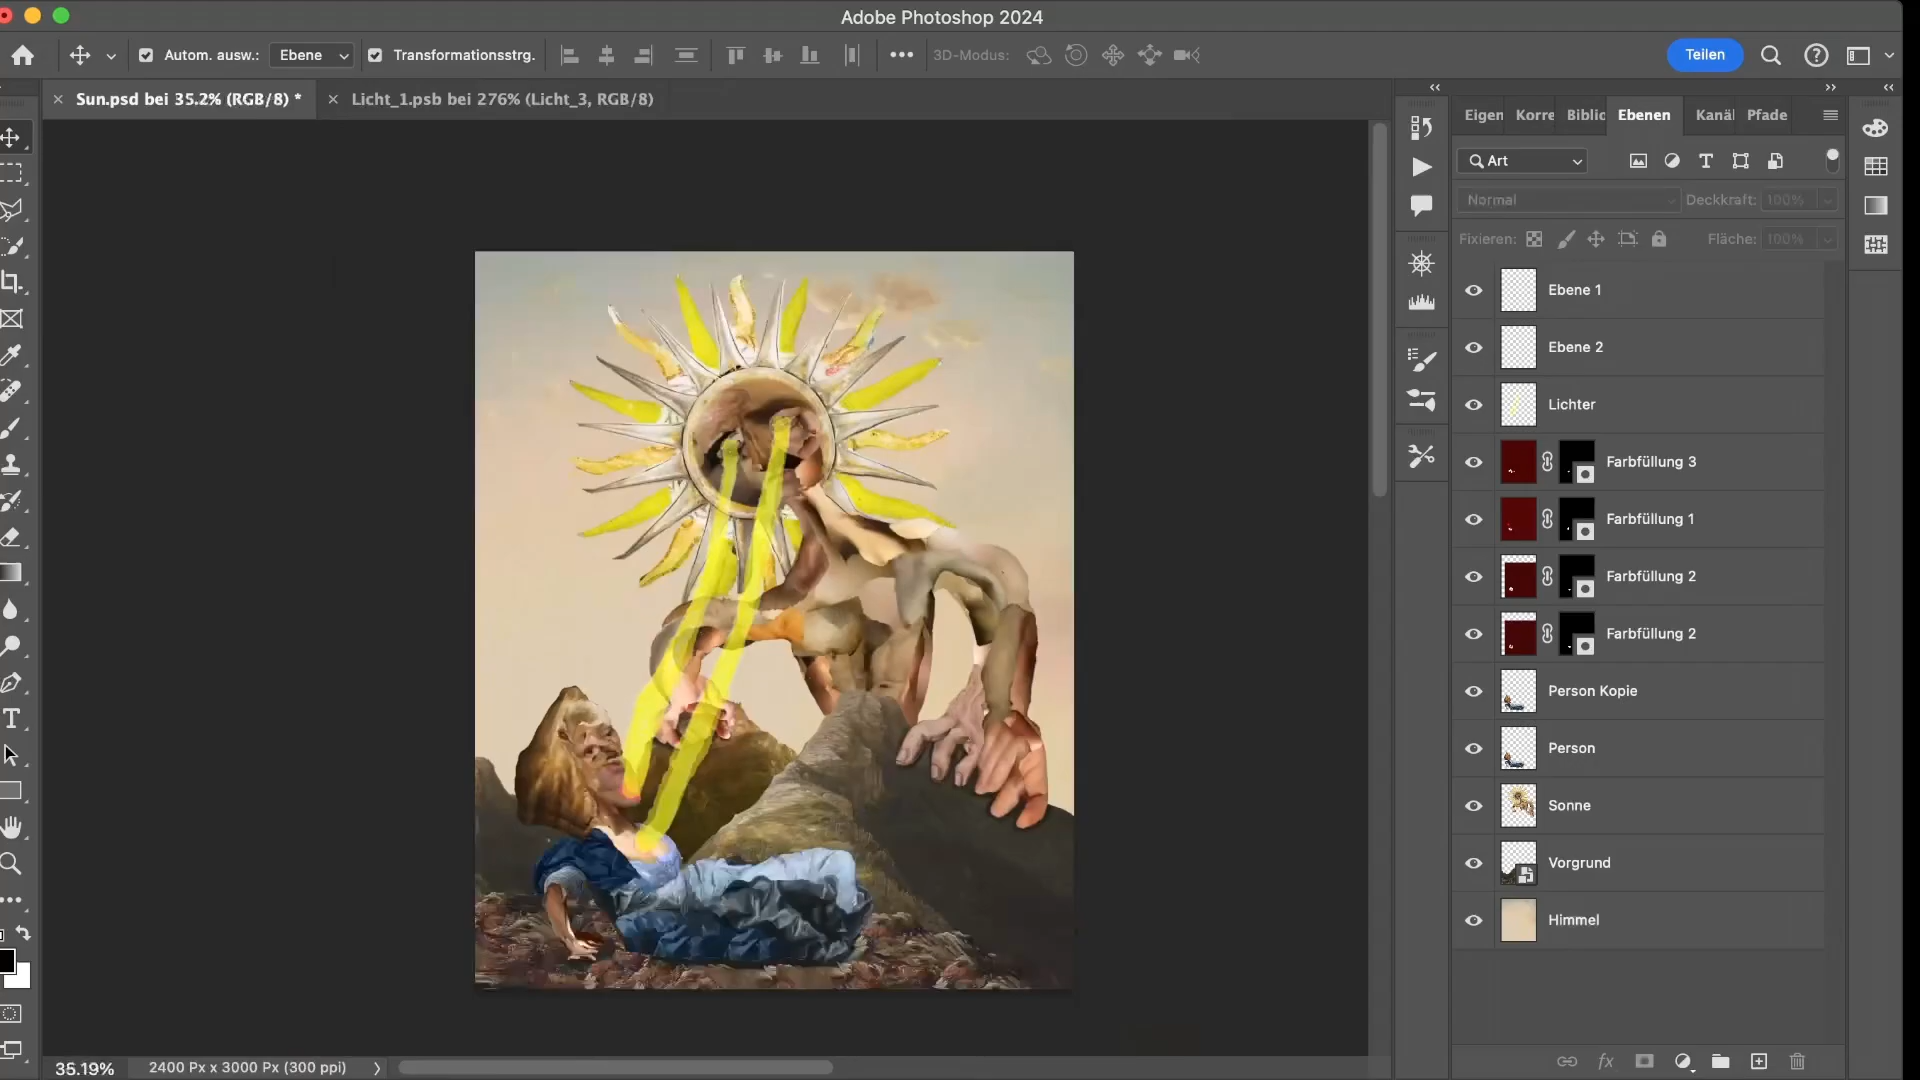 Adobe Photoshop 2024
Autom. ausw.: Ebene Transformationsstrg. 3D-Modus: Teilen
Sun.psd bei 35.2% (RGB/8) * Licht_1.psb bei 276% (Licht_3, RGB/8)
Eigen Korre Biblic Ebenen Kanäl Pfade
Art
Normal Deckkraft: 100%
Fixieren: Fläche: 100%
Ebene 1
Ebene 2
Lichter
Farbfüllung 3
Farbfüllung 1
Farbfüllung 2
Farbfüllung 2
Person Kopie
Person
Sonne
Vorgrund
Himmel
35.19% 2400 Px x 3000 Px (300 ppi)
fx